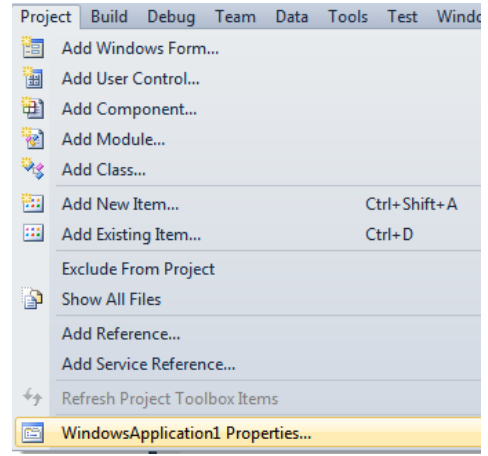 Project Build Debug Team Data Tools Test
Add Windows Form...
Add User Control...
Add Component...
Add Module...
Add Class...
Add New Item... Ctrl+Shift+A
Add Existing Item... Ctrl+D
Exclude From Project
Show All Files
Add Reference...
Add Service Reference...
Refresh Project Toolbox Items
WindowsApplication1 Properties...